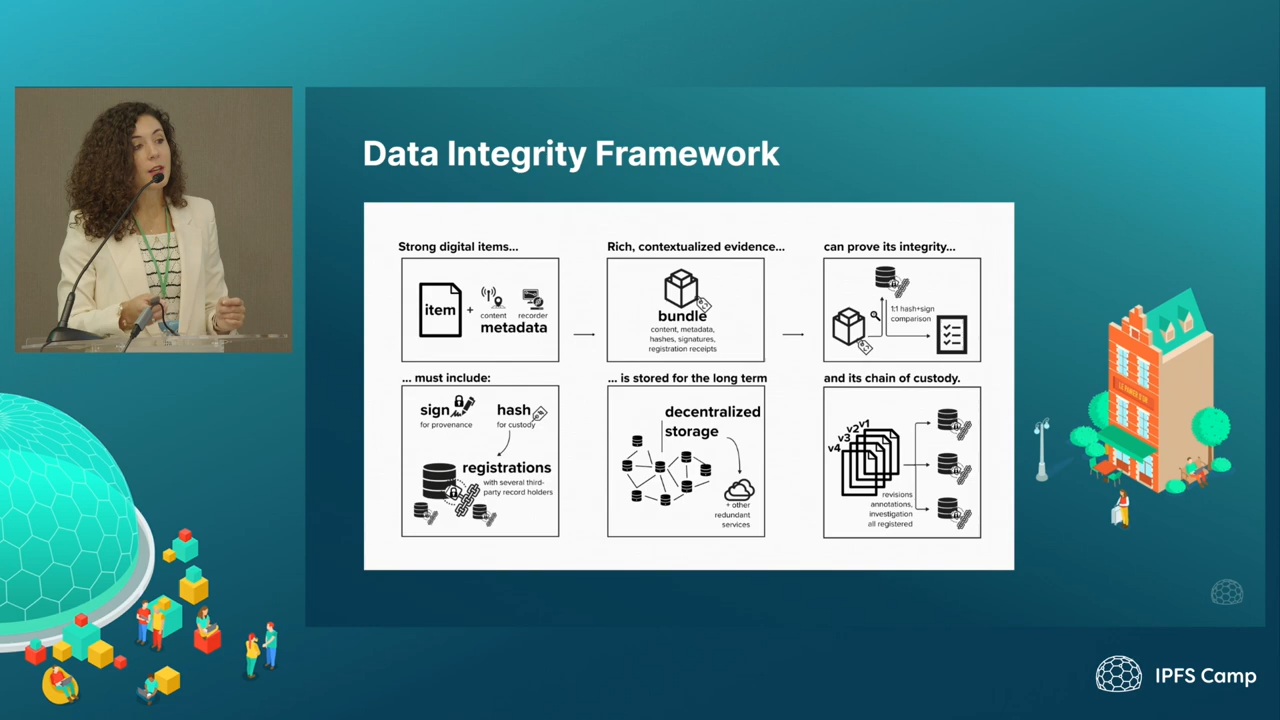 Data Integrity Framework
Strong digital items...
item
+
content
recorder
metadata
... must include:
sign
for provenance
hash
for custody
registrations
with several third-
party record holders
Rich, contextualized evidence...
bundle
content, metadata,
hashes, signatures,
registration receipts
... is stored for the long term
decentralized
storage
+ other
redundant
services
can prove its integrity...
1:1 hash+sign
comparison
and its chain of custody.
v1
v2
v3
v4
revisions
annotations,
investigation
all registered
IPFS Camp